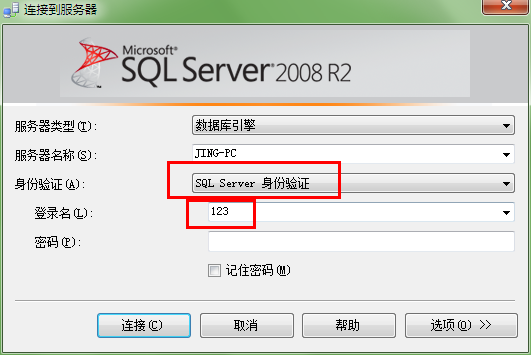 连接到服务器
Microsoft
SQL Server 2008 R2
服务器类型(T): 数据库引擎
服务器名称(S): JING-PC
身份验证(A): SQL Server 身份验证
登录名(L): 123
密码(P):
记住密码(M)
连接(C) 取消 帮助 选项(O) >>